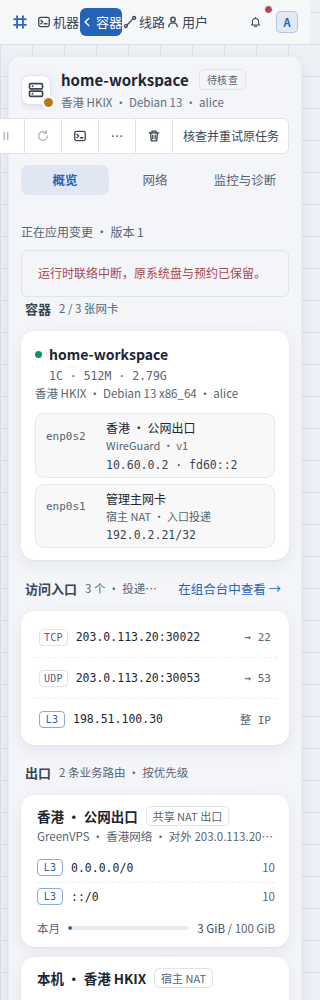 机器 容器 线路 用户 A
home-workspace 待核查
香港 HKIX • Debian 13 • alice
核查并重试原任务
概览 网络 监控与诊断
正在应用变更 • 版本 1
运行时联络中断，原系统盘与预约已保留。
容器 2 / 3 张网卡
home-workspace
1C · 512M · 2.79G
香港 HKIX • Debian 13 x86_64 • alice
enp0s2 香港 • 公网出口
WireGuard • v1
10.60.0.2 · fd60::2
enp0s1 管理主网卡
宿主 NAT • 入口投递
192.0.2.21/32
访问入口 3 个 • 投递… 在组合台中查看 →
TCP 203.0.113.20:30022 → 22
UDP 203.0.113.20:30053 → 53
L3 198.51.100.30 整 IP
出口 2 条业务路由 • 按优先级
香港 • 公网出口 共享 NAT 出口
GreenVPS • 香港网络 • 对外 203.0.113.20…
L3 0.0.0.0/0 10
L3 ::/0 10
本月 3 GiB / 100 GiB
本机 • 香港 HKIX 宿主 NAT